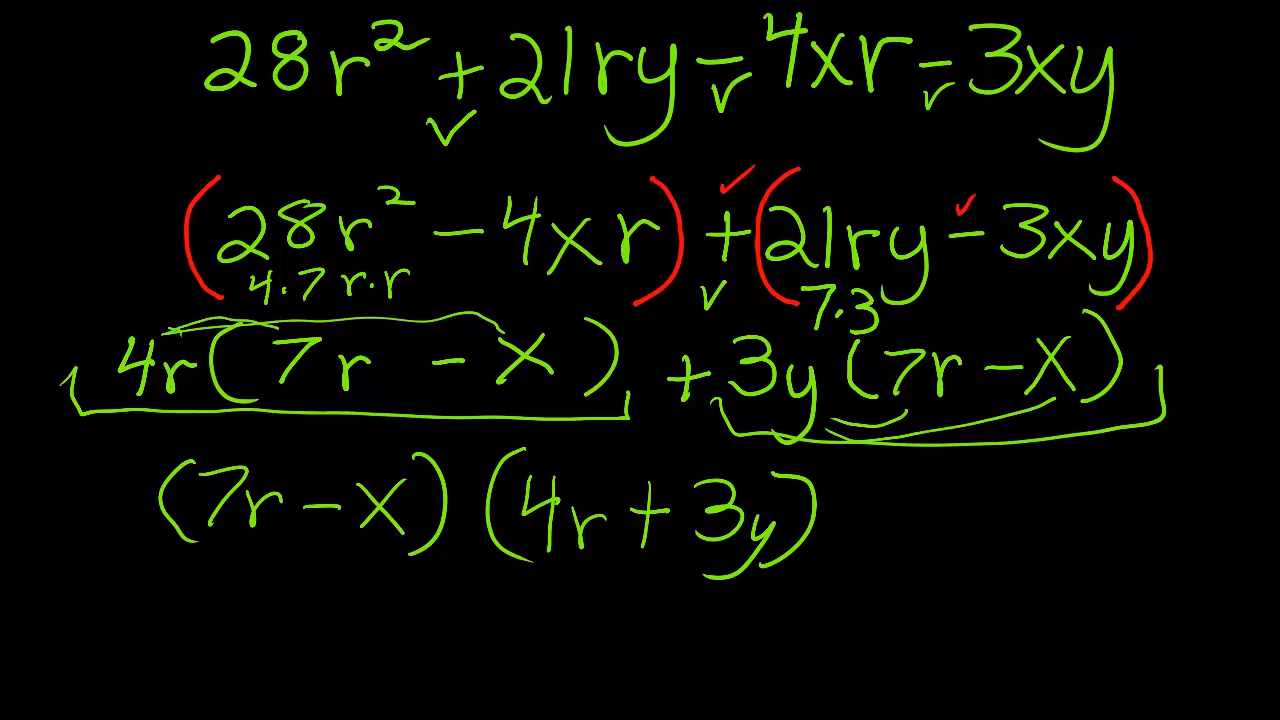 28r² + 21ry - 4xr - 3xy
(28r² - 4xr) + (21ry - 3xy)
4·7 r·r 7·3
4r(7r - x) + 3y(7r - x)
(7r - x)(4r + 3y)